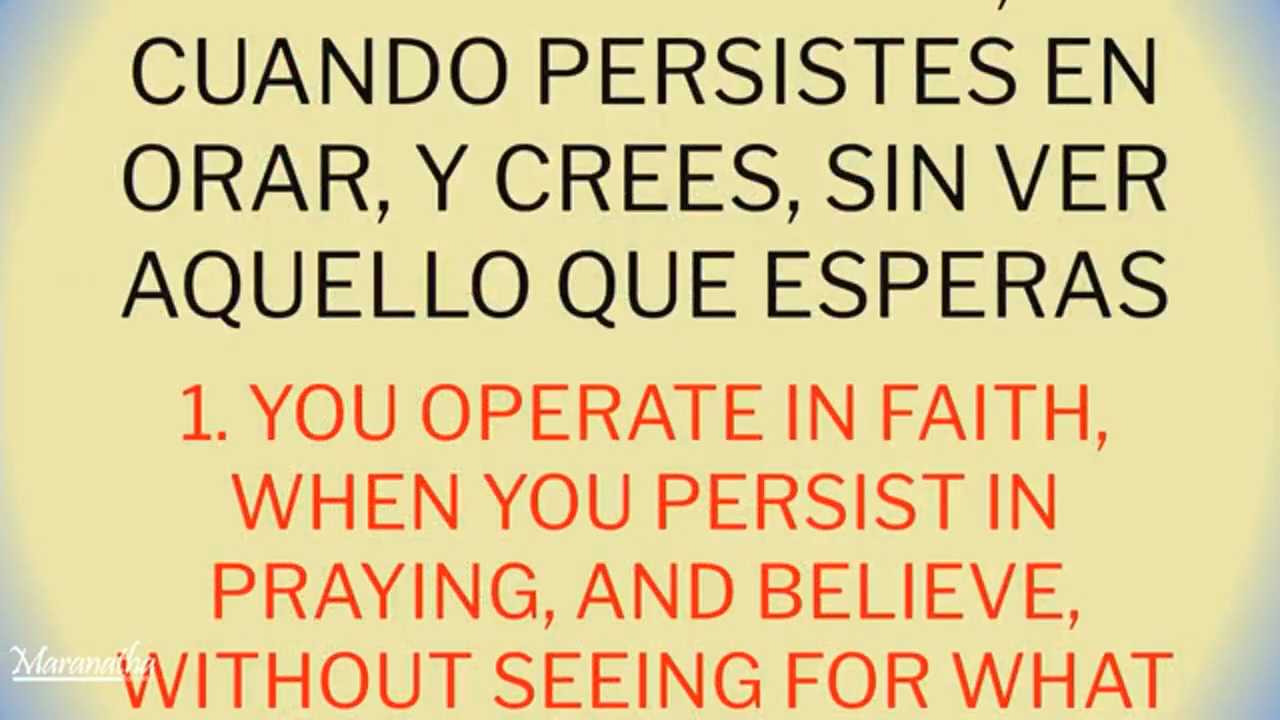 CUANDO PERSISTES EN
ORAR, Y CREES, SIN VER
AQUELLO QUE ESPERAS
1. YOU OPERATE IN FAITH,
WHEN YOU PERSIST IN
PRAYING, AND BELIEVE,
WITHOUT SEEING FOR WHAT
Maranatha